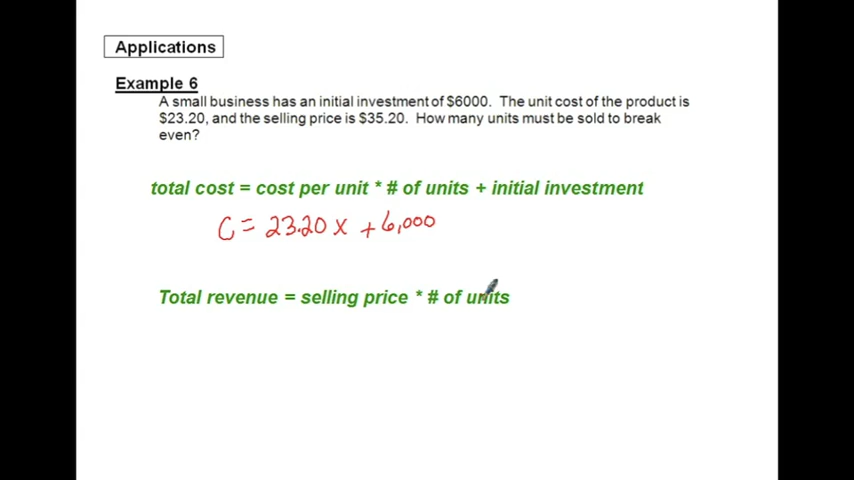 Applications
Example 6
A small business has an initial investment of $6000. The unit cost of the product is
$23.20, and the selling price is $35.20. How many units must be sold to break
even?
total cost = cost per unit * # of units + initial investment
C = 23.20 x + 6,000
Total revenue = selling price * # of units